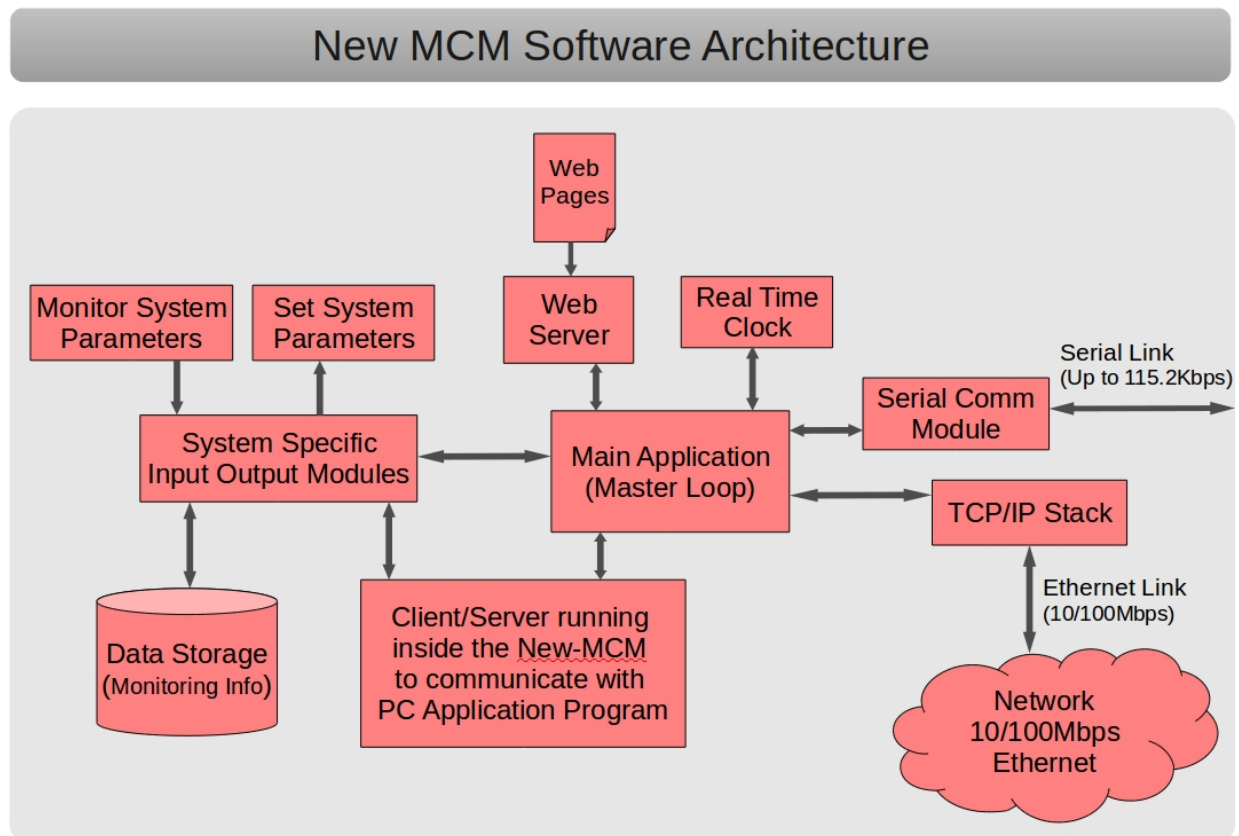 New MCM Software Architecture
Web
Pages
Monitor System
Parameters
Set System
Parameters
Web
Server
Real Time
Clock
Serial Link
(Up to 115.2Kbps)
Serial Comm
Module
System Specific
Input Output Modules
Main Application
(Master Loop)
TCP/IP Stack
Ethernet Link
(10/100Mbps)
Data Storage
(Monitoring Info)
Client/Server running
inside the New-MCM
to communicate with
PC Application Program
Network
10/100Mbps
Ethernet